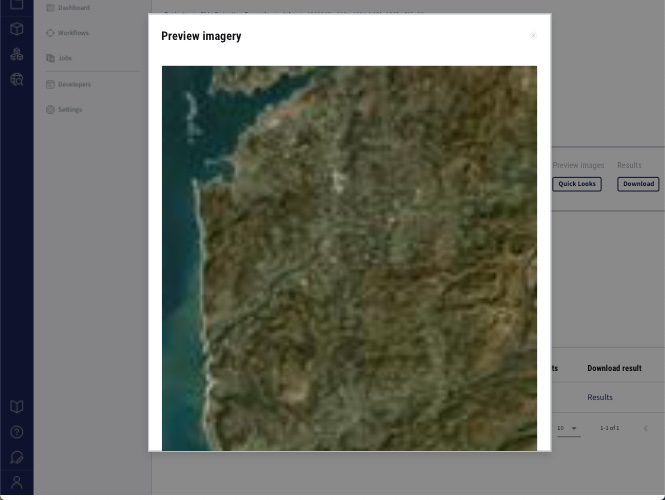 Dashboard
Workflows
Jobs
Developers
Settings
Preview imagery
×
Preview images
Results
Quick Looks
Download
ts
Download result
Results
10
1-1 of 1